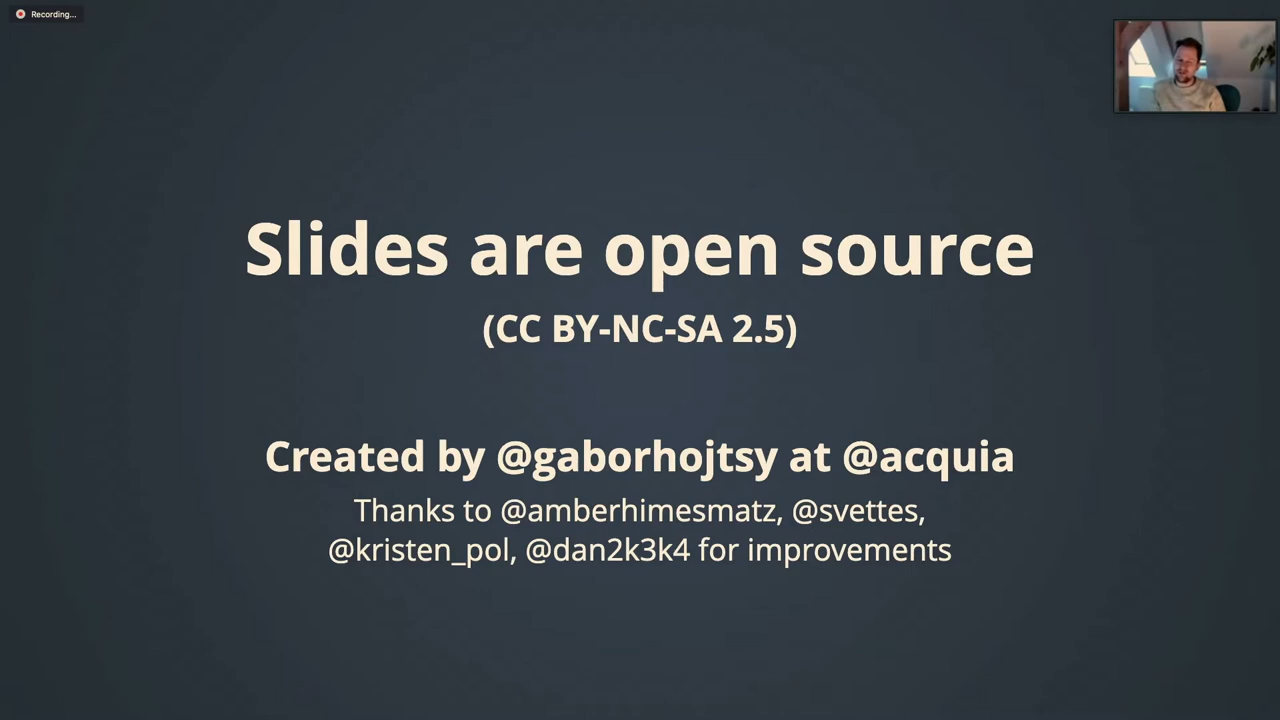 Recording...
Slides are open source
(CC BY-NC-SA 2.5)
Created by @gaborhojtsy at @acquia
Thanks to @amberhimesmatz, @svettes,
@kristen_pol, @dan2k3k4 for improvements